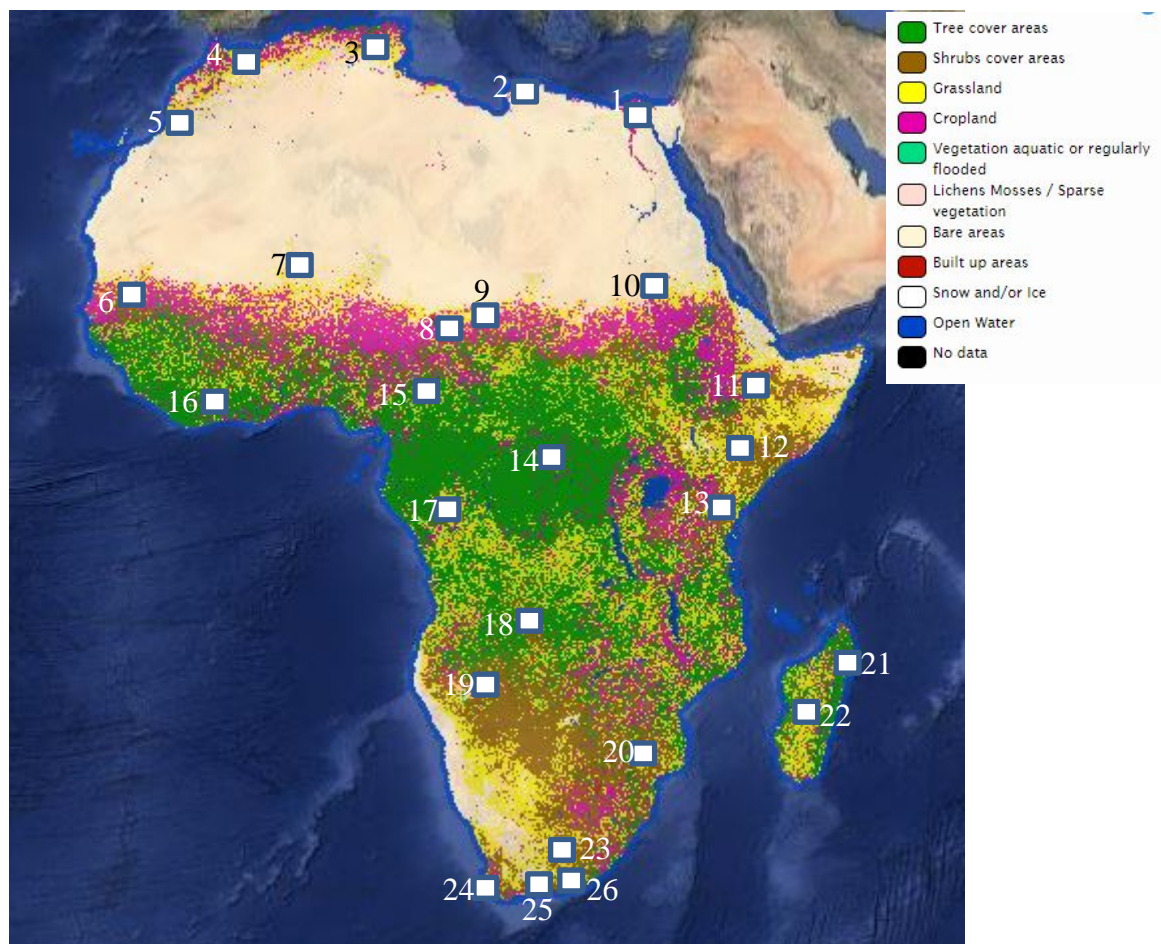 Tree cover areas
Shrubs cover areas
Grassland
Cropland
Vegetation aquatic or regularly
flooded
Lichens Mosses / Sparse
vegetation
Bare areas
Built up areas
Snow and/or Ice
Open Water
No data
1
2
3
4
5
6
7
8
9
10
11
12
13
14
15
16
17
18
19
20
21
22
23
24
25
26